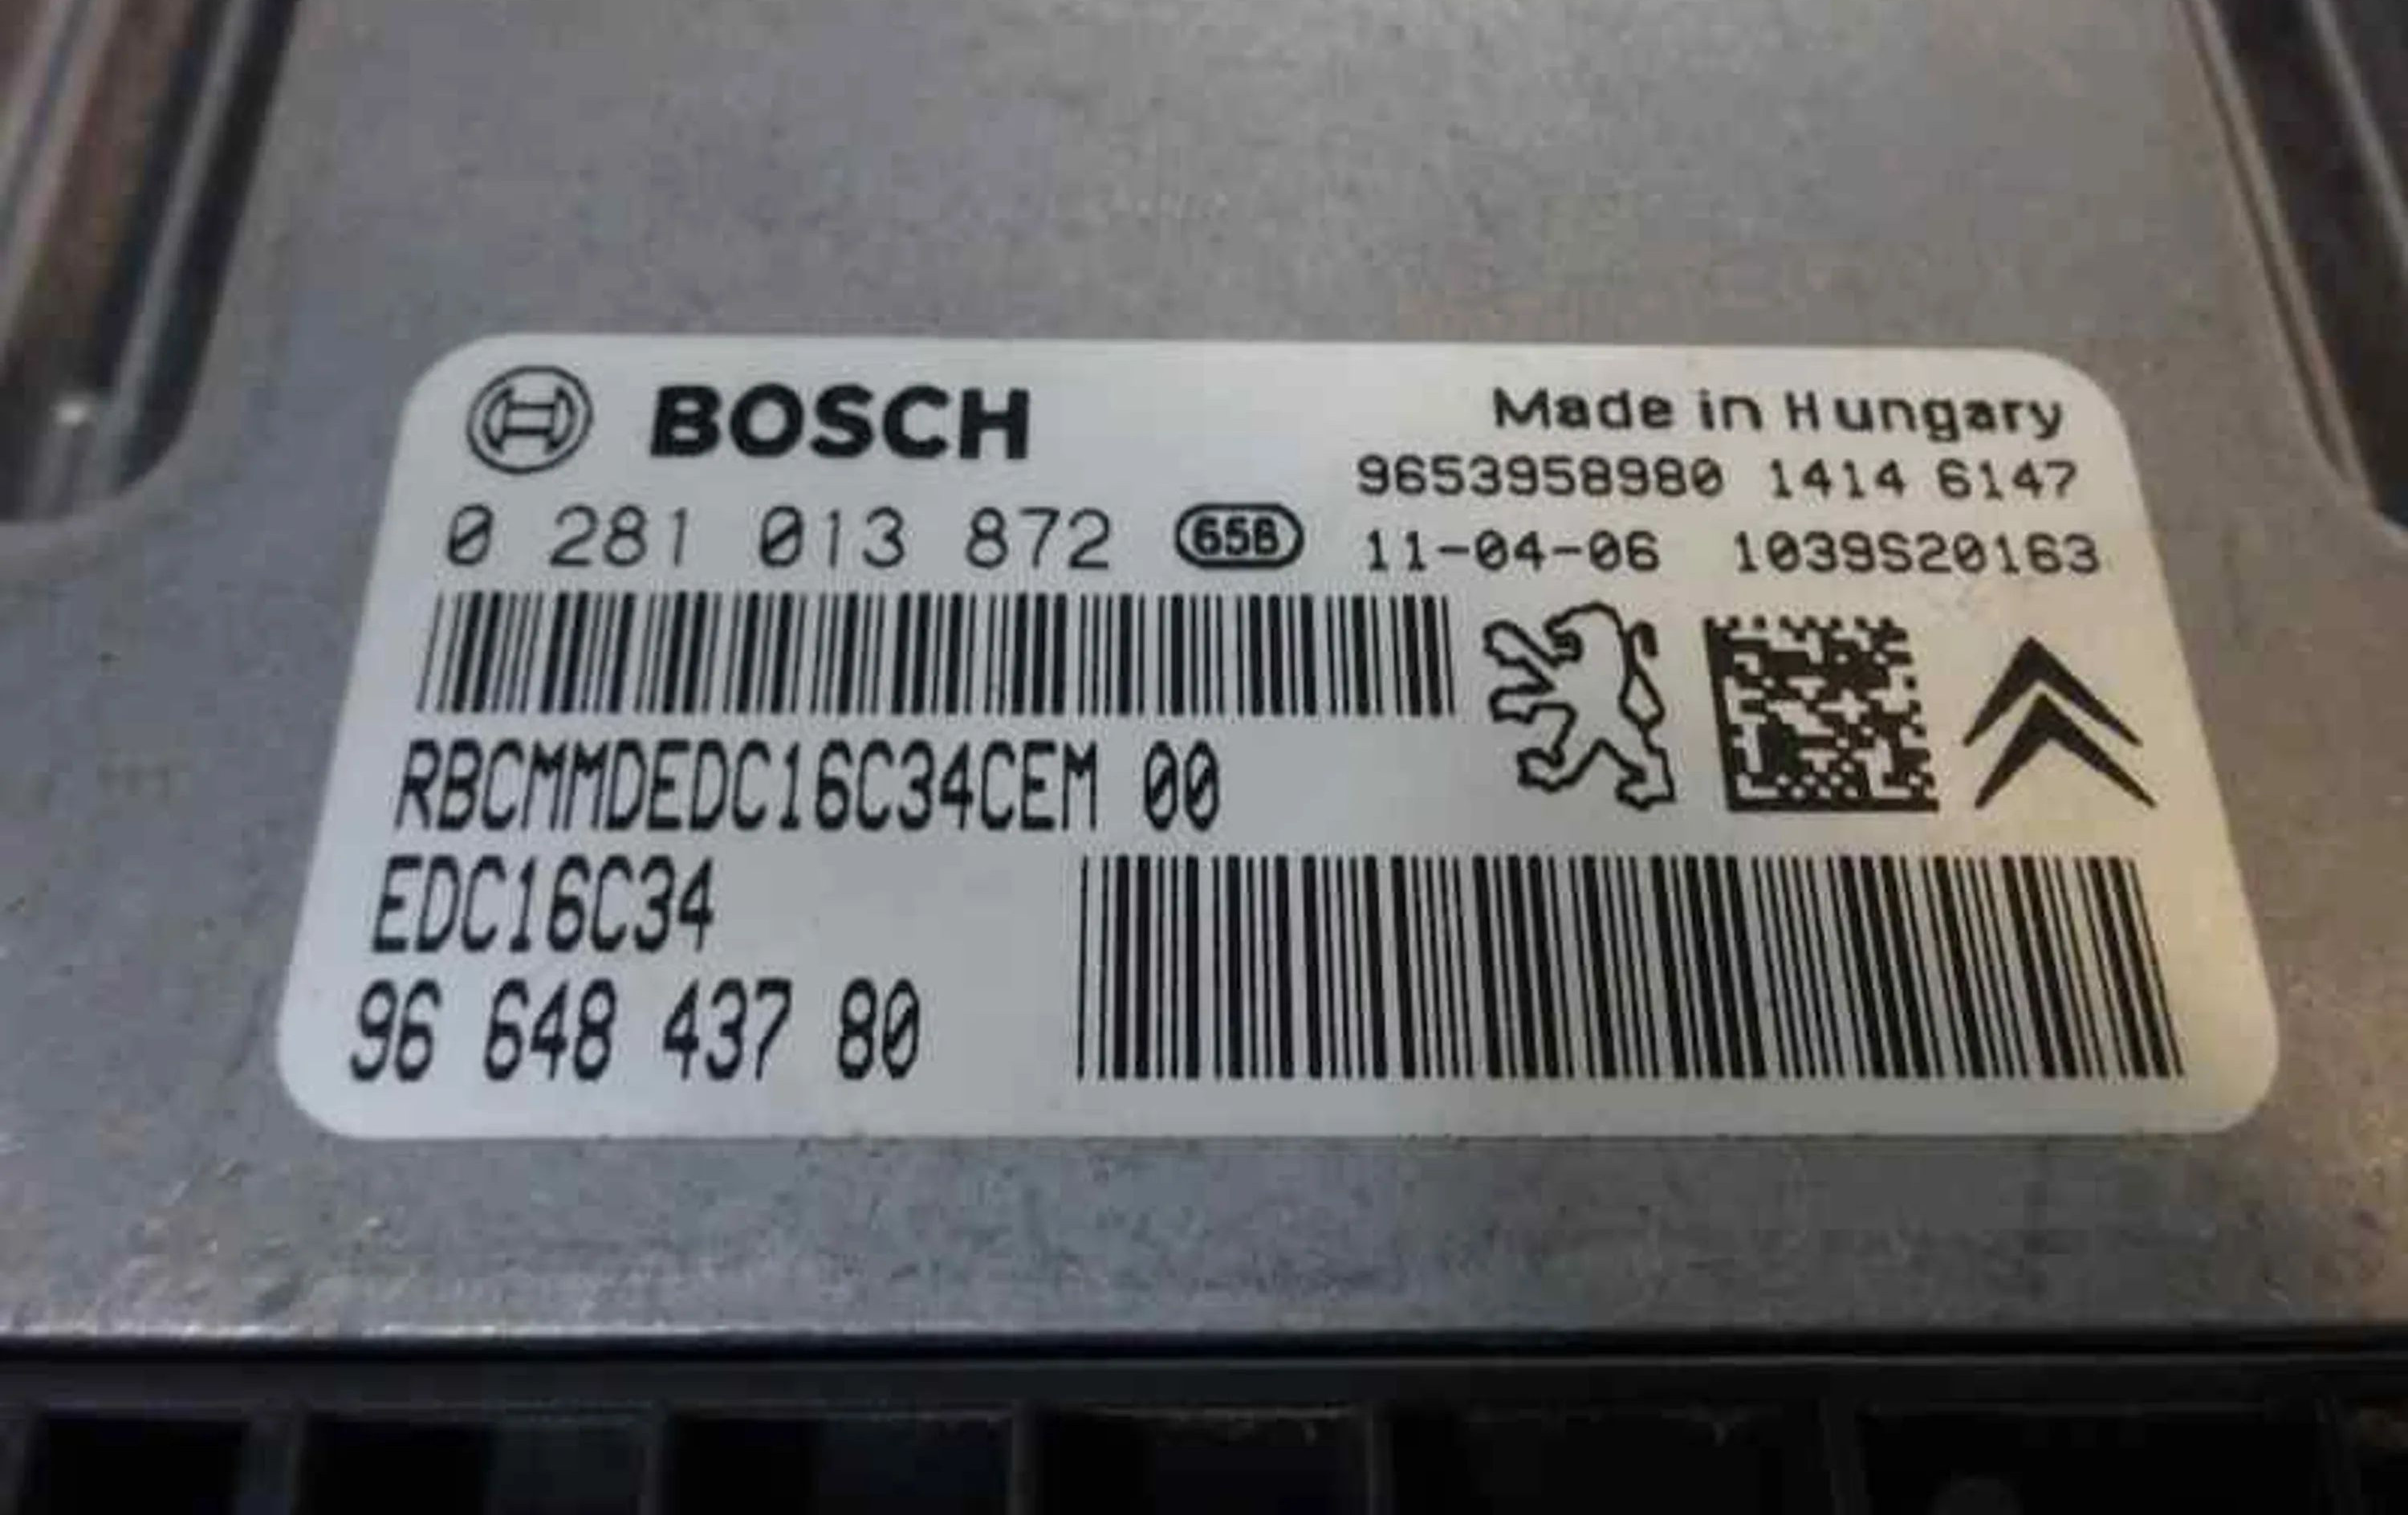 BOSCH
Made in Hungary
9653958980 1414 6147
0 281 013 872 65B 11-04-06 1039S20163
RBCMMDEDC16C34CEM 00
EDC16C34
96 648 437 80